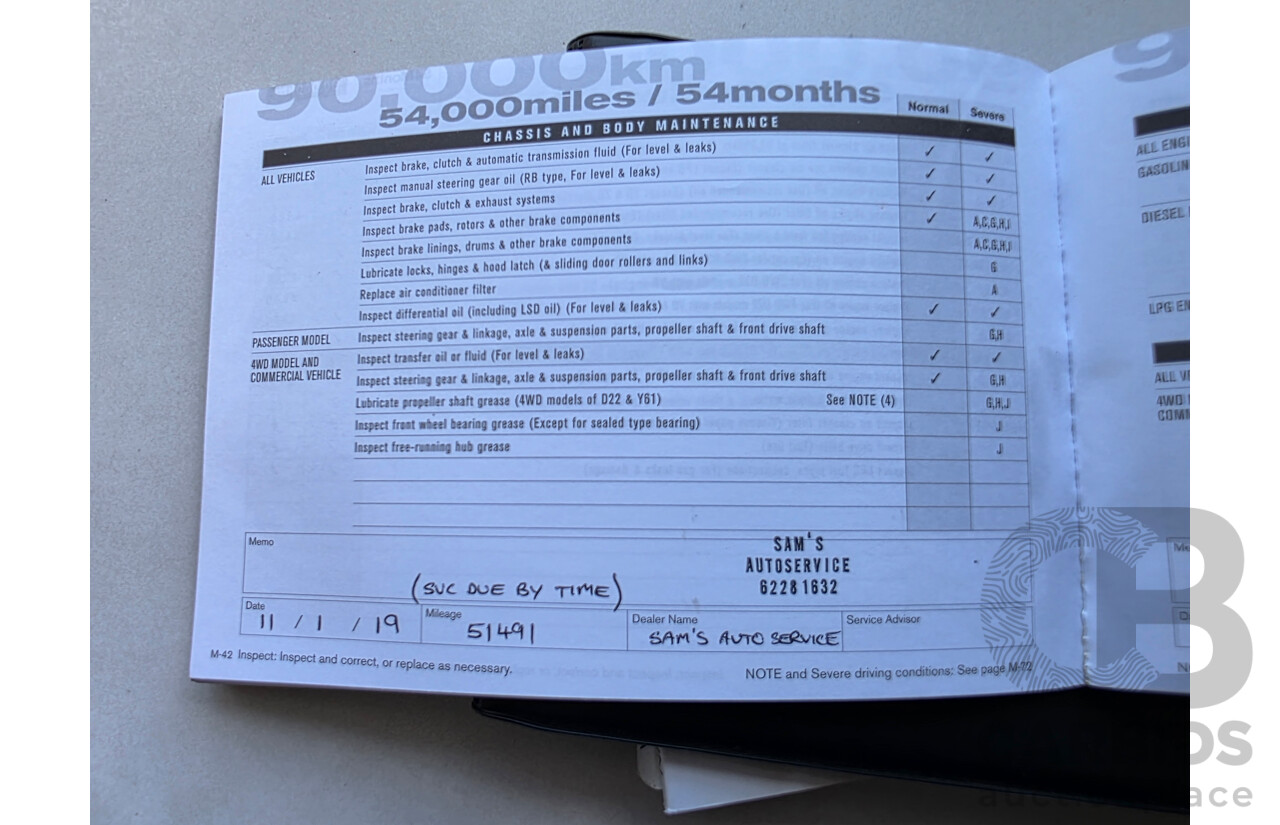 90,000km
54,000miles / 54months
CHASSIS AND BODY MAINTENANCE
Normal
Severe
ALL VEHICLES
Inspect brake, clutch & automatic transmission fluid (For level & leaks) ✓ ✓
Inspect manual steering gear oil (RB type, For level & leaks) ✓ ✓
Inspect brake, clutch & exhaust systems ✓ ✓
Inspect brake pads, rotors & other brake components ✓ A,C,G,H,I
Inspect brake linings, drums & other brake components A,C,G,H,I
Lubricate locks, hinges & hood latch (& sliding door rollers and links) G
Replace air conditioner filter A
Inspect differential oil (including LSD oil) (For level & leaks) ✓ ✓
PASSENGER MODEL Inspect steering gear & linkage, axle & suspension parts, propeller shaft & front drive shaft G,H
4WD MODEL AND
COMMERCIAL VEHICLE
Inspect transfer oil or fluid (For level & leaks) ✓ ✓
Inspect steering gear & linkage, axle & suspension parts, propeller shaft & front drive shaft ✓ G,H
Lubricate propeller shaft grease (4WD models of D22 & Y61) See NOTE (4) G,H,J
Inspect front wheel bearing grease (Except for sealed type bearing) J
Inspect free-running hub grease J
Memo
SAM'S
AUTOSERVICE
62281632
(SVC DUE BY TIME)
Date
11 / 1 / 19
Mileage
51491
Dealer Name
SAM'S AUTO SERVICE
Service Advisor
M-42 Inspect: Inspect and correct, or replace as necessary.
NOTE and Severe driving conditions: See page M-22
ALL ENGI
GASOLIN
DIESEL
LPG EN
ALL V
4WD
COMM